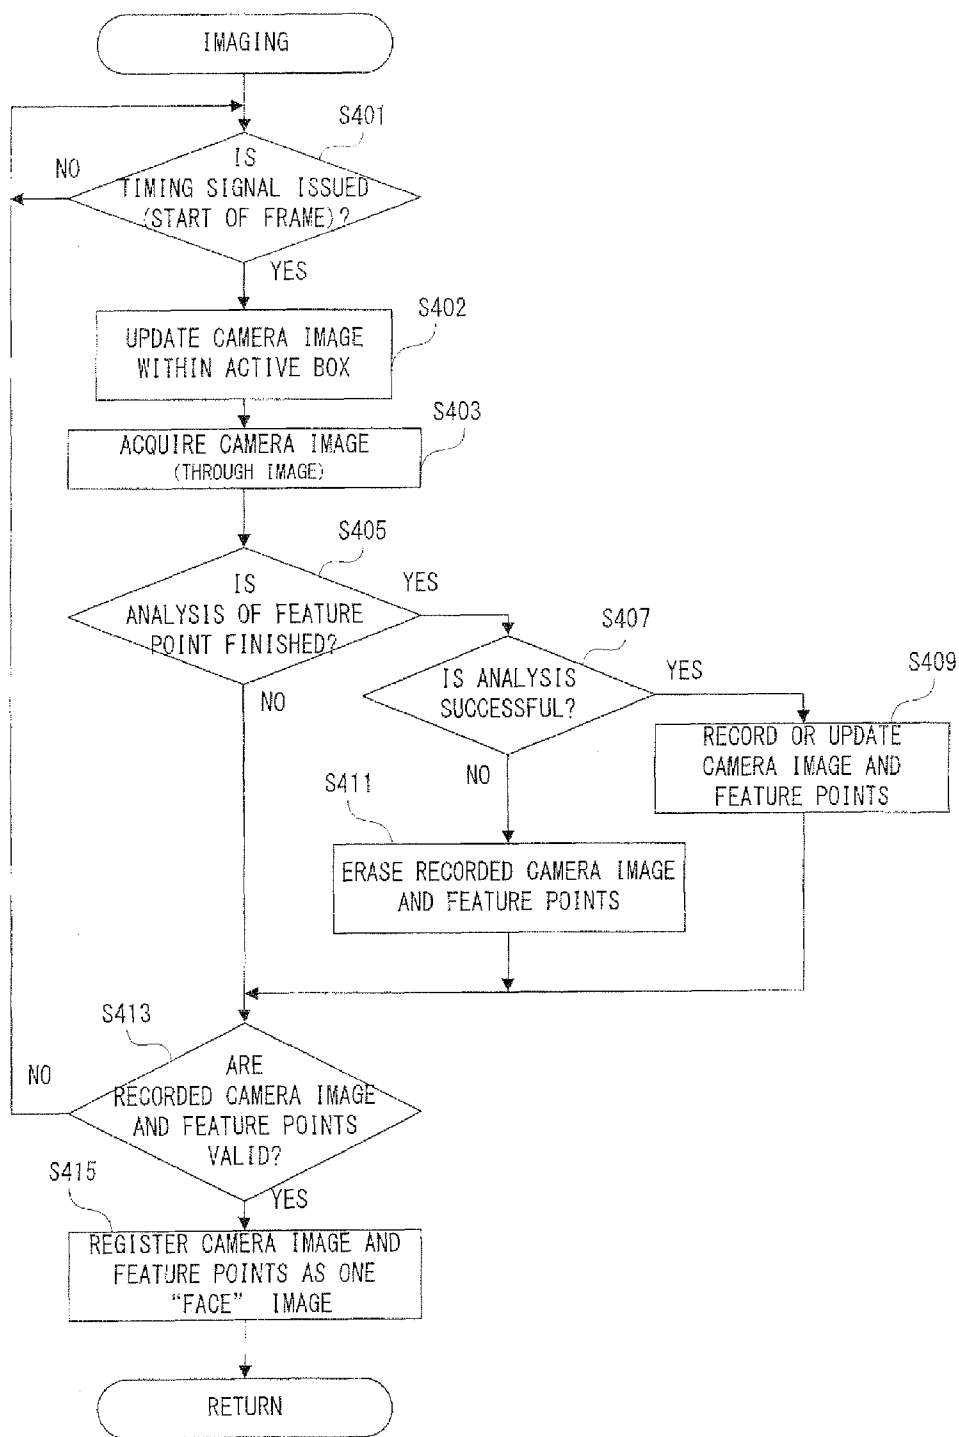 IMAGING
S401
IS
TIMING SIGNAL ISSUED
(START OF FRAME)?
NO
YES
S402
UPDATE CAMERA IMAGE
WITHIN ACTIVE BOX
S403
ACQUIRE CAMERA IMAGE
(THROUGH IMAGE)
S405
IS
ANALYSIS OF FEATURE
POINT FINISHED?
YES
NO
S407
IS ANALYSIS
SUCCESSFUL?
YES
NO
S409
RECORD OR UPDATE
CAMERA IMAGE AND
FEATURE POINTS
S411
ERASE RECORDED CAMERA IMAGE
AND FEATURE POINTS
S413
ARE
RECORDED CAMERA IMAGE
AND FEATURE POINTS
VALID?
NO
YES
S415
REGISTER CAMERA IMAGE AND
FEATURE POINTS AS ONE
“FACE” IMAGE
RETURN